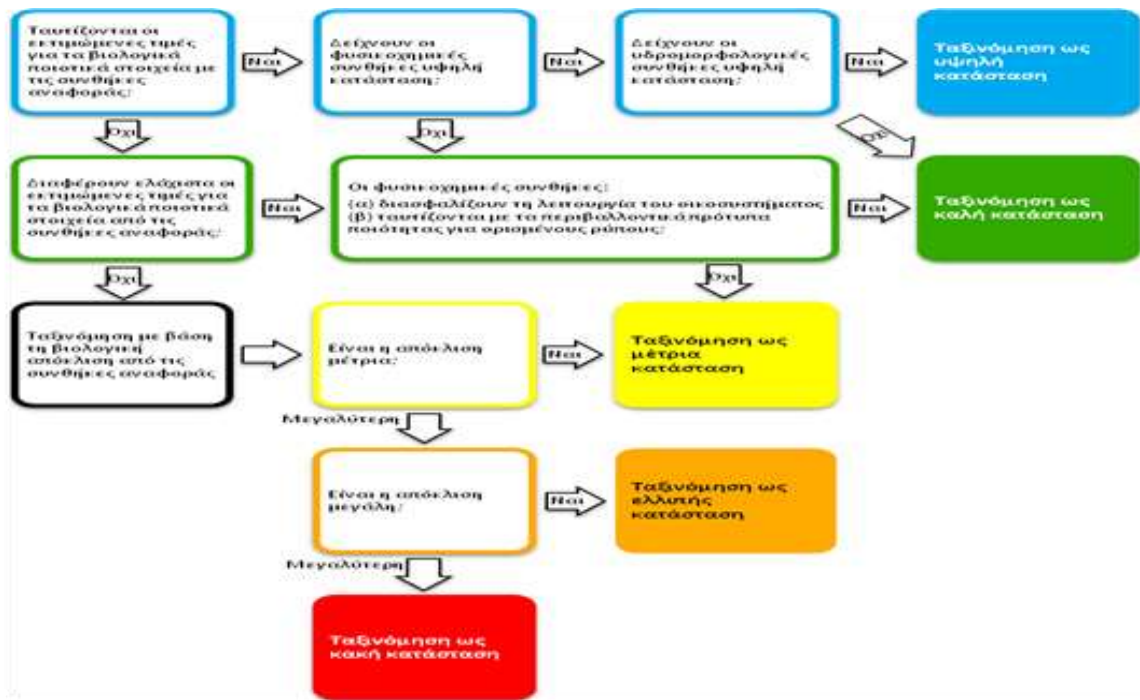 Ταυτίζονται οι
εκτιμώμενες τιμές
για τα βιολογικά
ποιοτικά στοιχεία με
τις συνθήκες
αναφοράς;
Ναι
Δείχνουν οι
φυσικοχημικές
συνθήκες υψηλή
κατάσταση;
Ναι
Δείχνουν οι
υδρομορφολογικές
συνθήκες υψηλή
κατάσταση;
Ναι
Ταξινόμηση ως
υψηλή
κατάσταση
Όχι
Όχι
Όχι
Διαφέρουν ελάχιστα οι
εκτιμώμενες τιμές για
τα βιολογικά ποιοτικά
στοιχεία από τις
συνθήκες αναφοράς;
Ναι
Οι φυσικοχημικές συνθήκες:
(α) διασφαλίζουν τη λειτουργία του οικοσυστήματος
(β) ταυτίζονται με τα περιβαλλοντικά πρότυπα
ποιότητας για ορισμένους ρύπους;
Ναι
Ταξινόμηση ως
καλή κατάσταση
Όχι
Όχι
Ταξινόμηση με βάση
τη βιολογική
απόκλιση από τις
συνθήκες αναφοράς
Είναι η απόκλιση
μέτρια;
Ναι
Ταξινόμηση ως
μέτρια
κατάσταση
Μεγαλύτερη
Είναι η απόκλιση
μεγάλη;
Ναι
Ταξινόμηση ως
ελλιπής
κατάσταση
Μεγαλύτερη
Ταξινόμηση ως
κακή κατάσταση